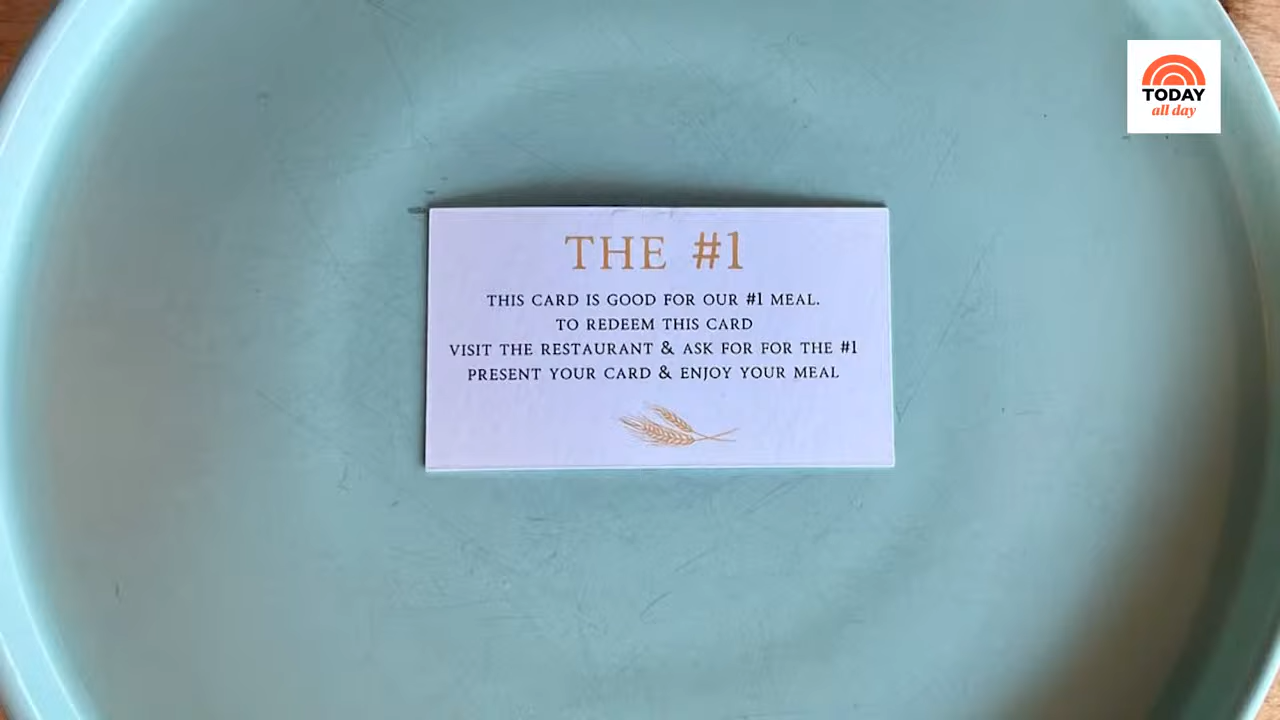 TODAY
all day
THE #1
THIS CARD IS GOOD FOR OUR #1 MEAL.
TO REDEEM THIS CARD
VISIT THE RESTAURANT & ASK FOR FOR THE #1
PRESENT YOUR CARD & ENJOY YOUR MEAL